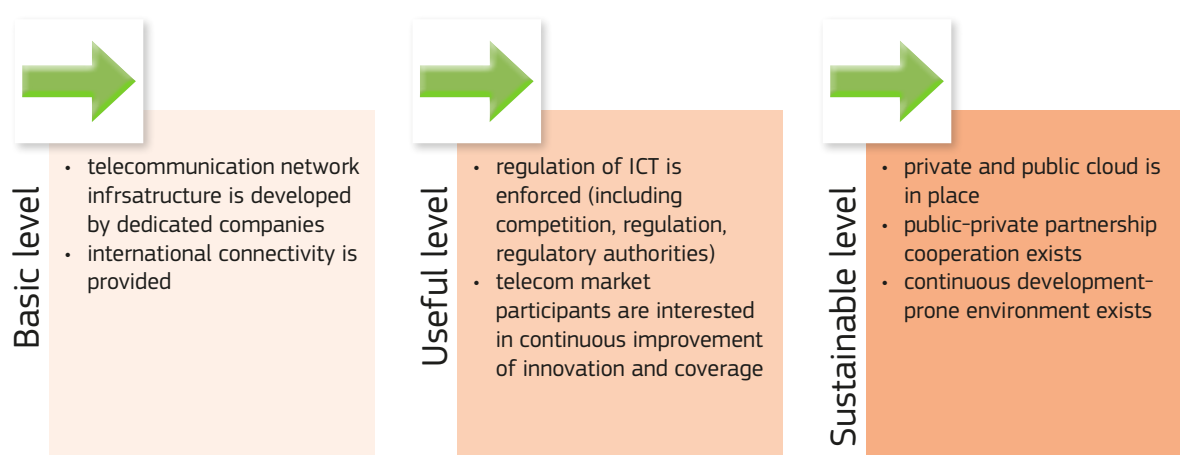 Basic level
• telecommunication network
infrsatructure is developed
by dedicated companies
• international connectivity is
provided
Useful level
• regulation of ICT is
enforced (including
competition, regulation,
regulatory authorities)
• telecom market
participants are interested
in continuous improvement
of innovation and coverage
Sustainable level
• private and public cloud is
in place
• public-private partnership
cooperation exists
• continuous development-
prone environment exists